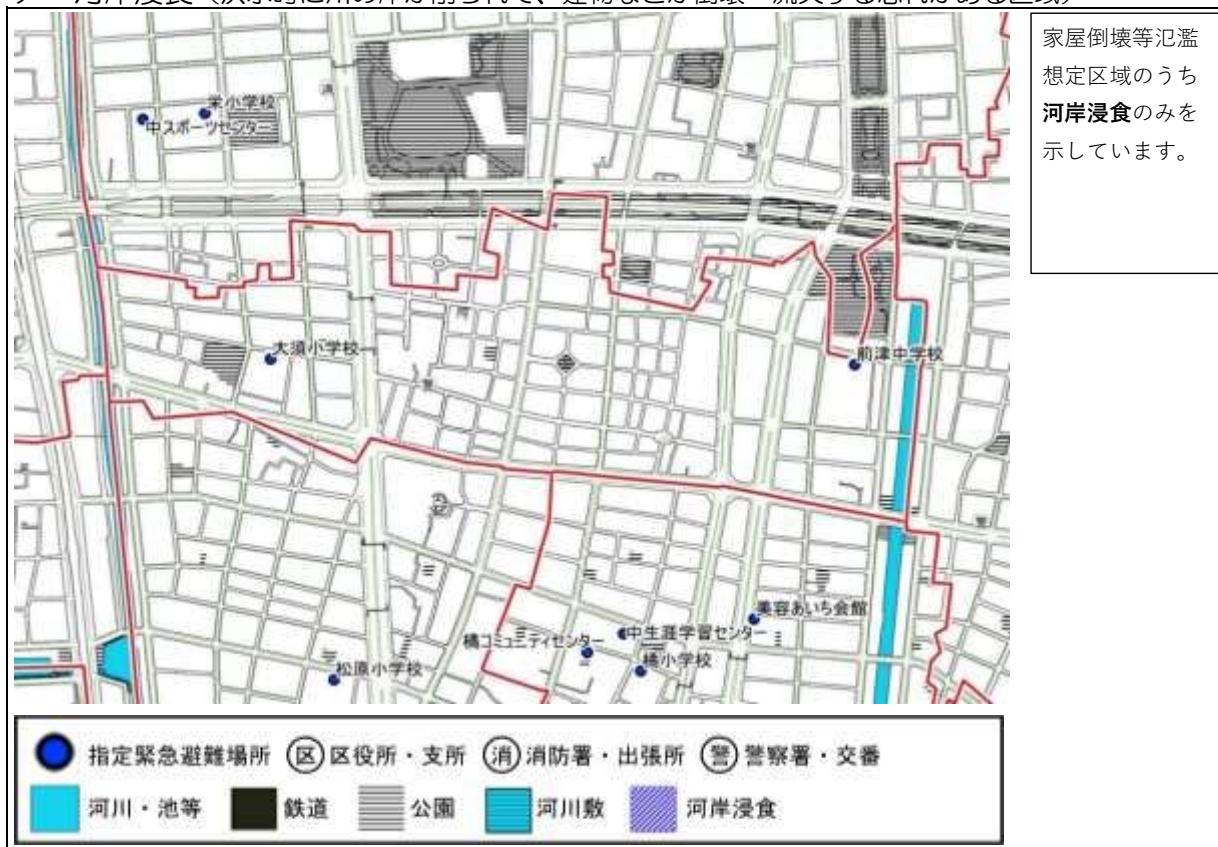 家屋倒壊等氾濫
想定区域のうち
河岸浸食のみを
示しています。
栄小学校
中スポーツセンター
大須小学校
前津中学校
美容あいち会館
中生涯学習センター
橘コミュニティセンター
橘小学校
松原小学校
指定緊急避難場所 区 区役所・支所 消 消防署・出張所 警 警察署・交番
河川・池等 鉄道 公園 河川敷 河岸浸食